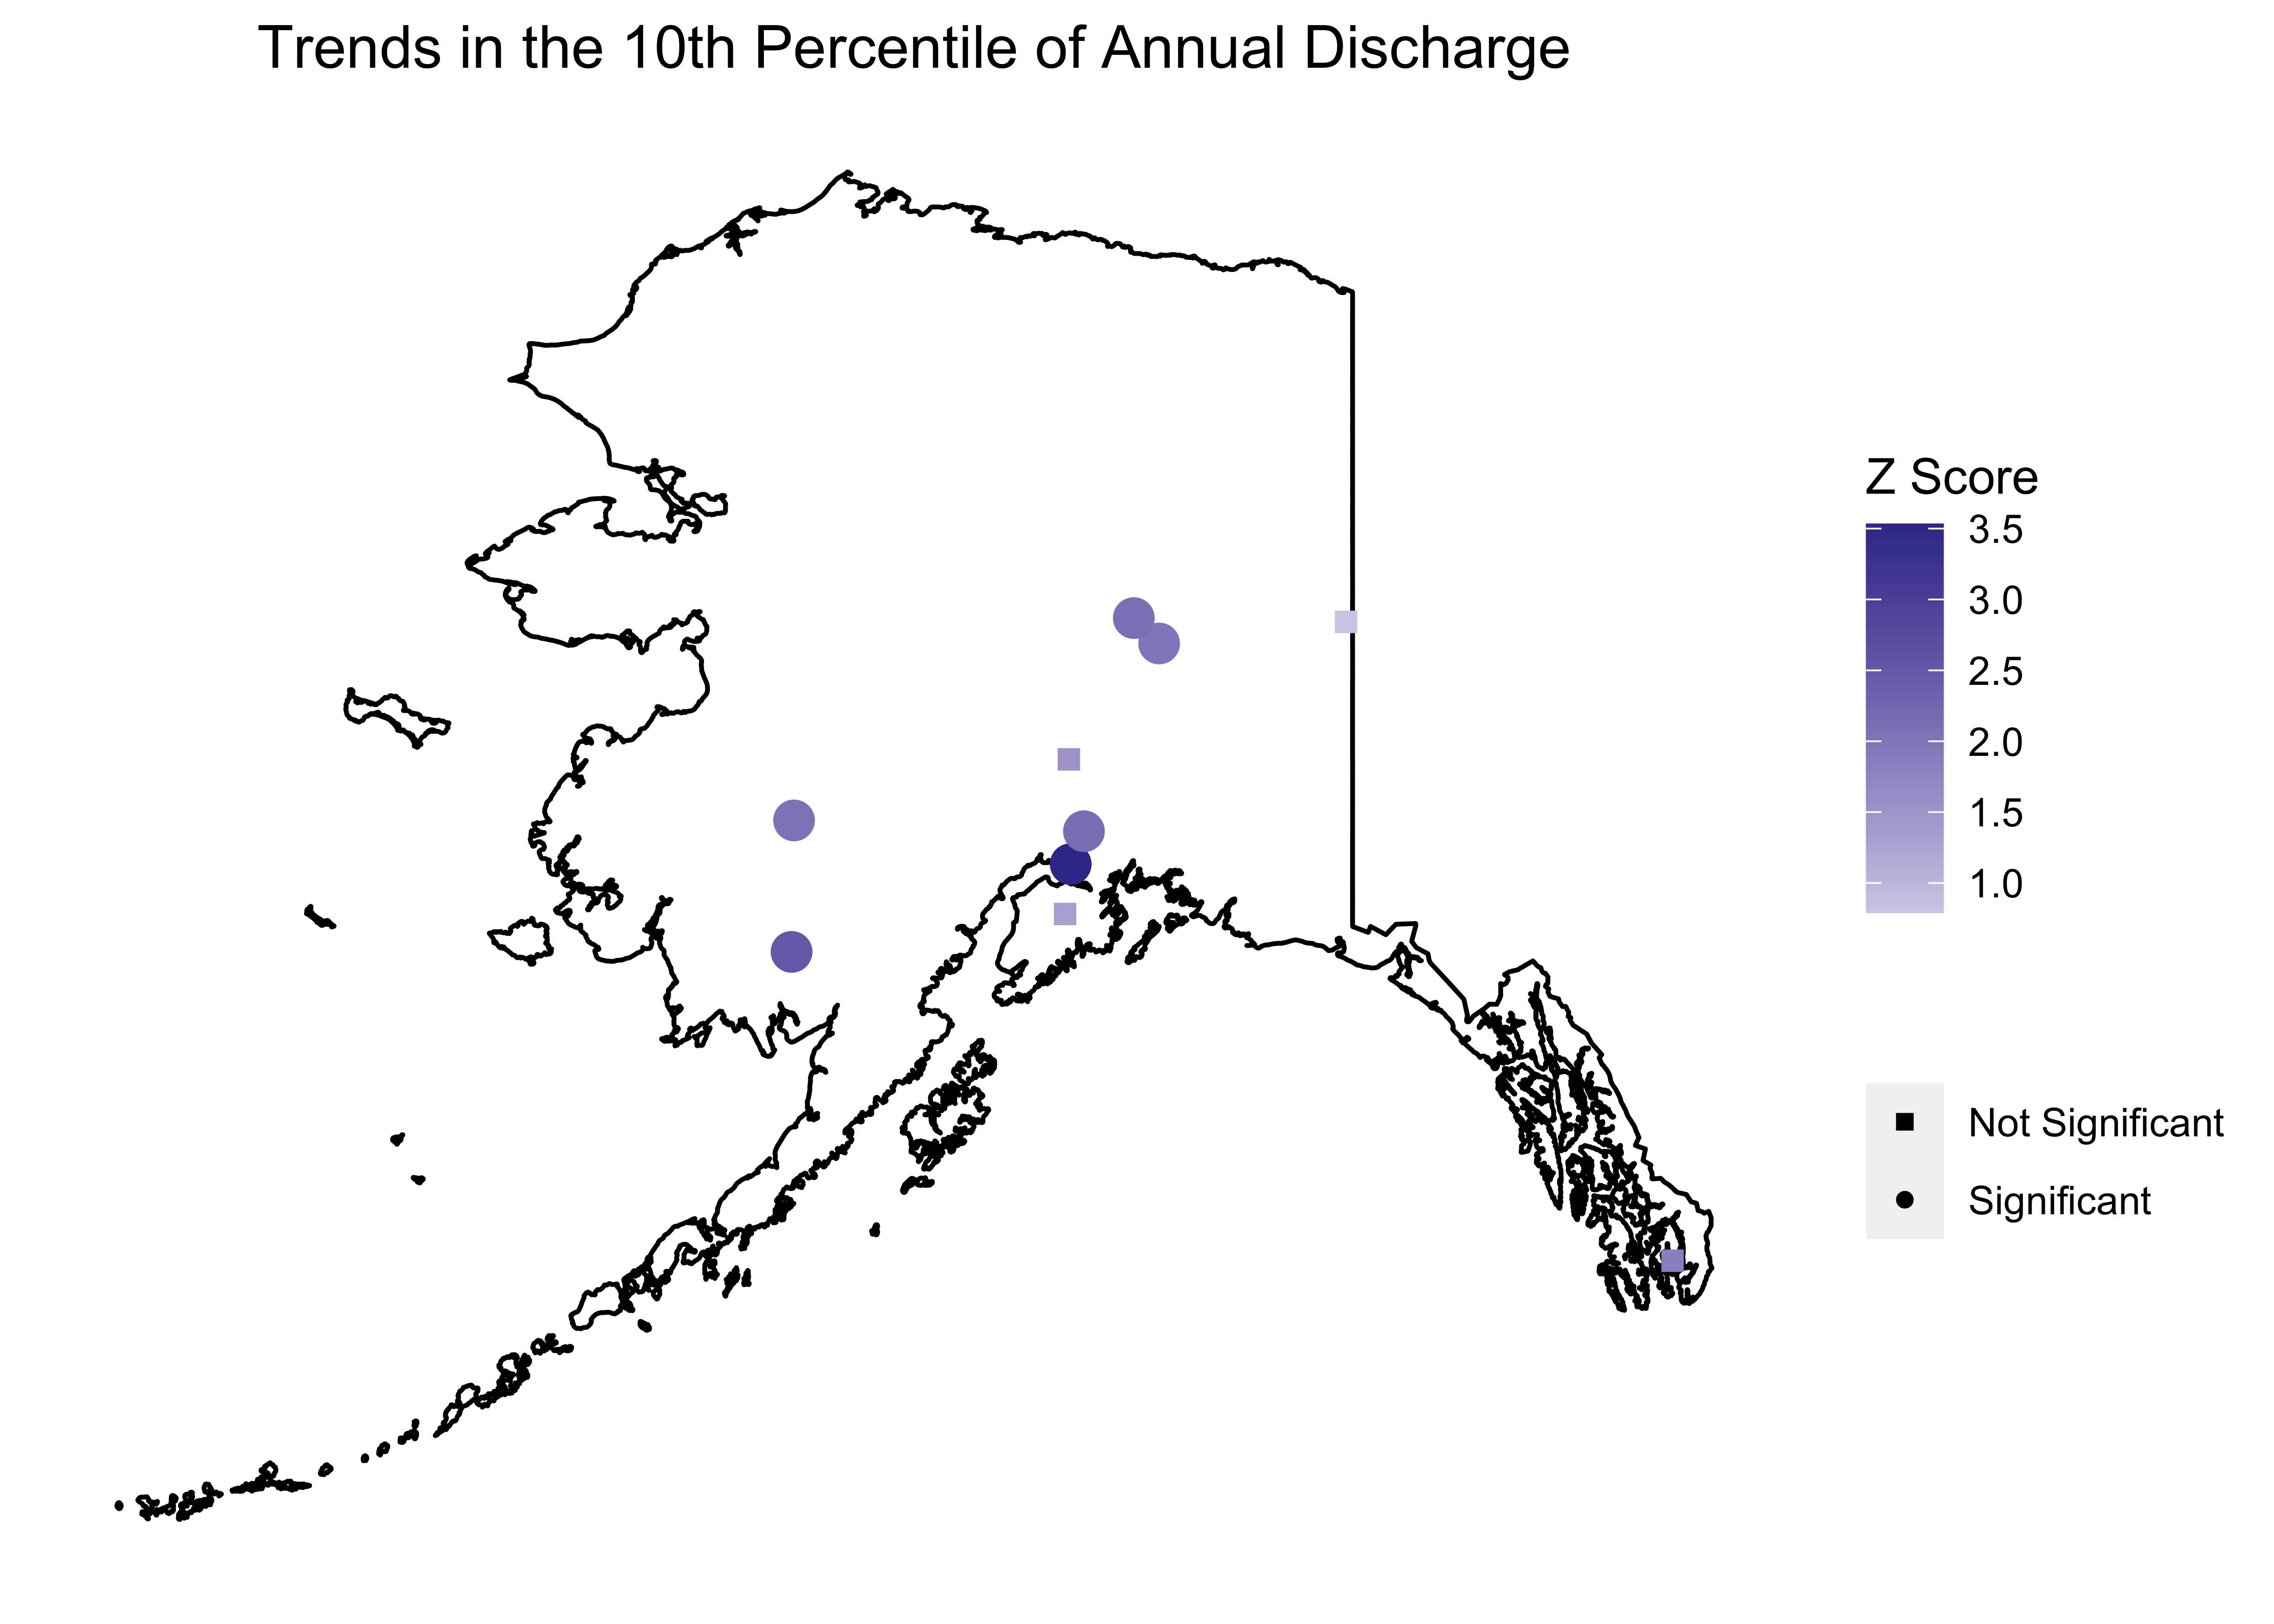 Trends in the 10th Percentile of Annual Discharge
Z Score
3.5
3.0
2.5
2.0
1.5
1.0
Not Significant
Significant